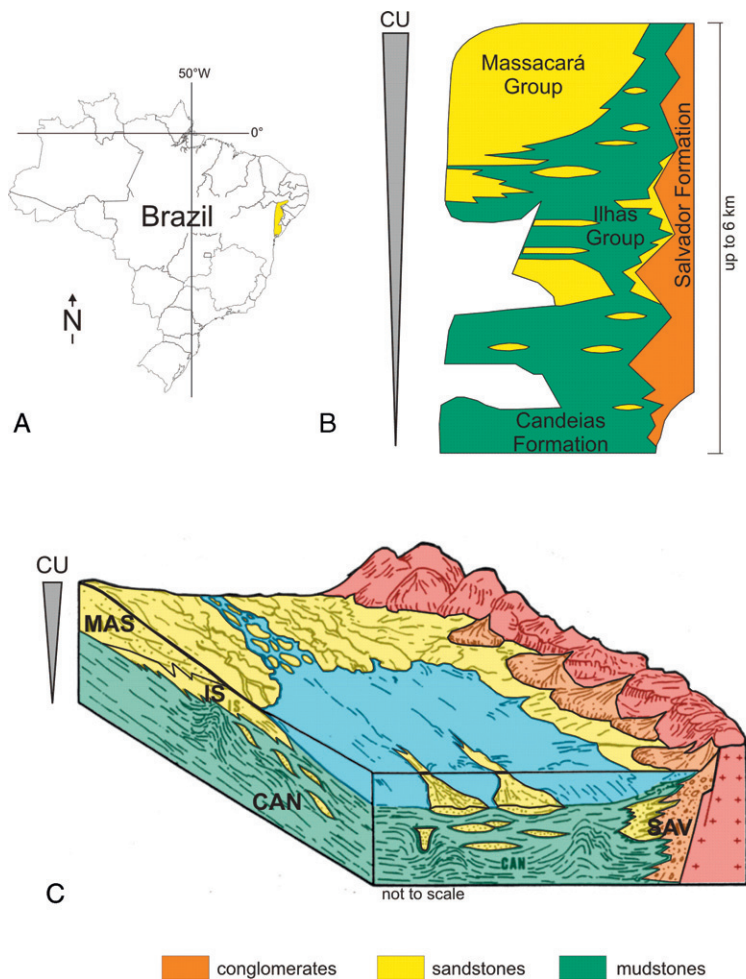 50°W
0°
Brazil
N
A
CU
Massacará
Group
Ilhas
Group
Salvador Formation
up to 6 km
Candeias
Formation
B
CU
MAS
IS
IS
CAN
CAN
SAV
not to scale
C
conglomerates
sandstones
mudstones